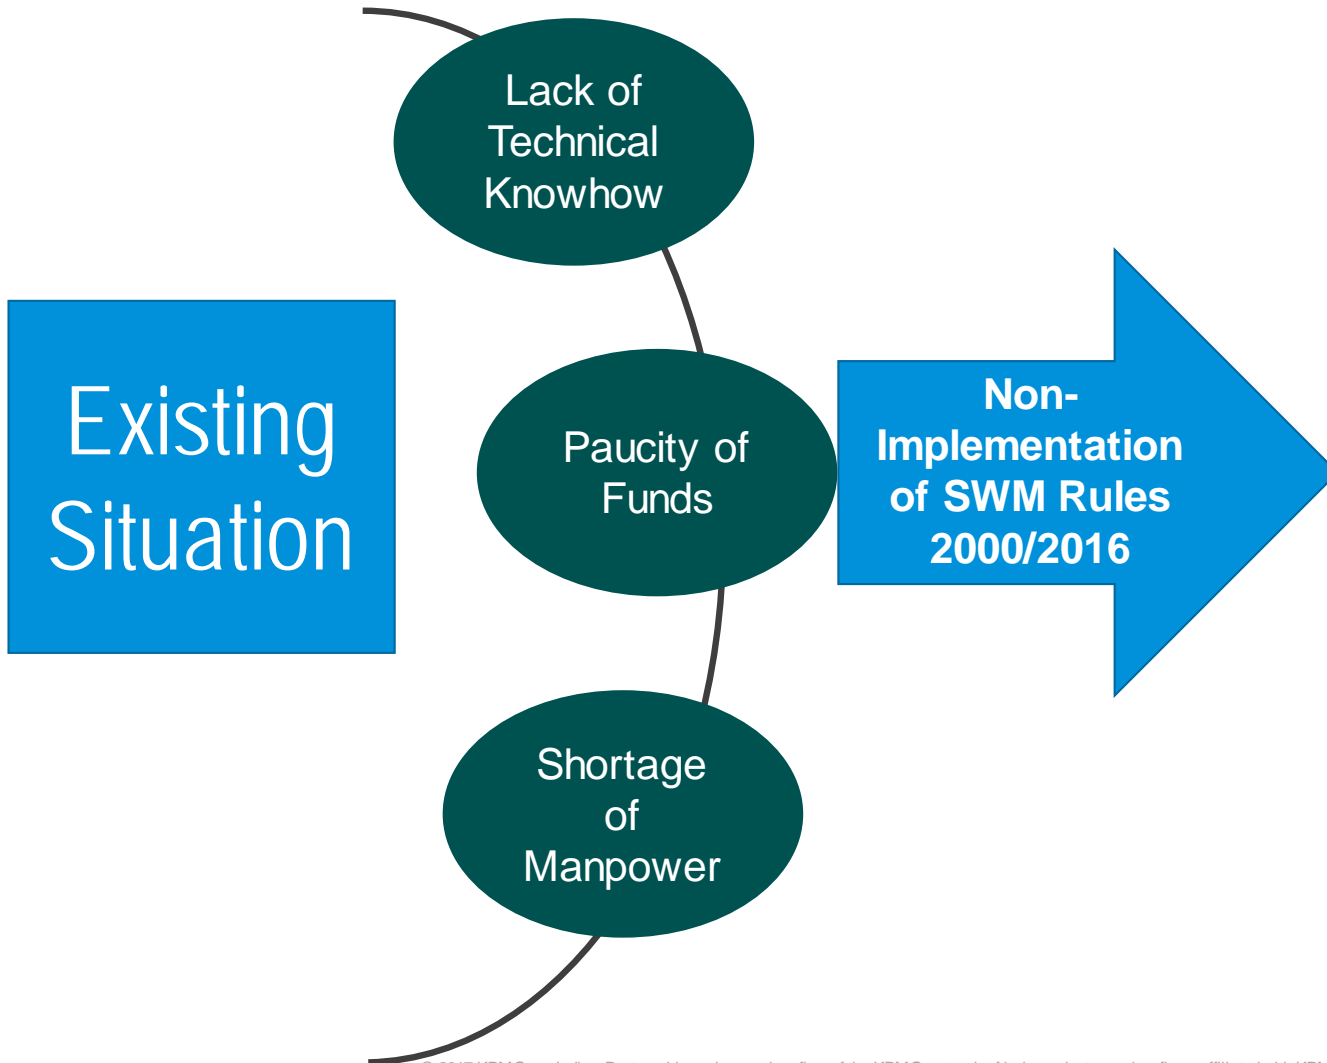 Existing
Situation
Lack of
Technical
Knowhow
Paucity of
Funds
Shortage
of
Manpower
Non-
Implementation
of SWM Rules
2000/2016